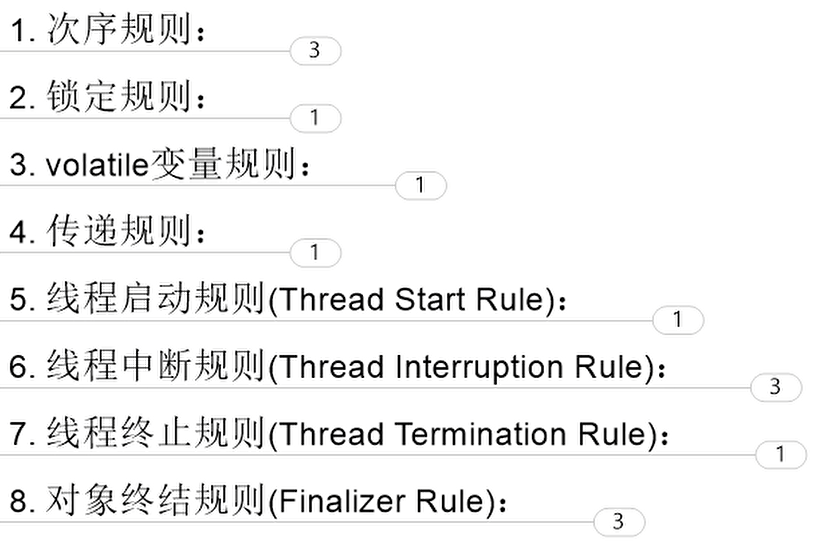 1. 次序规则：
3
2. 锁定规则：
1
3. volatile变量规则：
1
4. 传递规则：
1
5. 线程启动规则(Thread Start Rule)：
1
6. 线程中断规则(Thread Interruption Rule)：
3
7. 线程终止规则(Thread Termination Rule)：
1
8. 对象终结规则(Finalizer Rule)：
3